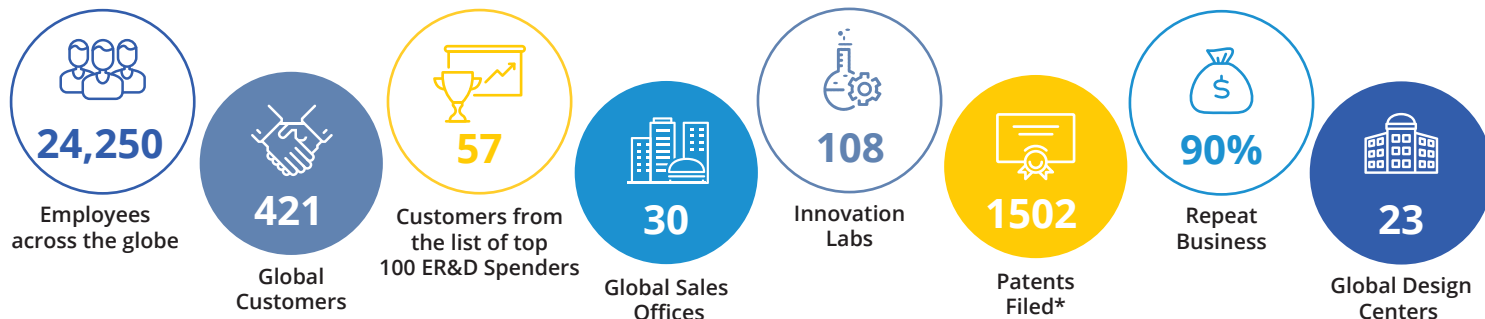 24,250
Employees
across the globe
421
Global
Customers
57
Customers from
the list of top
100 ER&D Spenders
30
Global Sales
Offices
108
Innovation
Labs
1502
Patents
Filed*
$
90%
Repeat
Business
23
Global Design
Centers